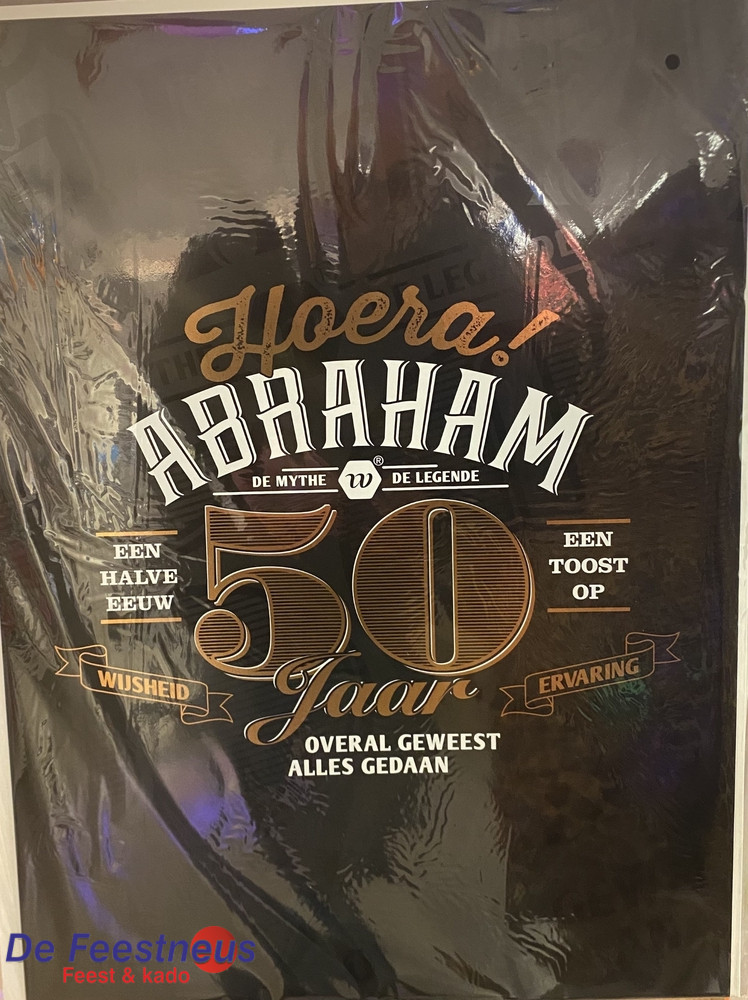 Hoera!
ABRAHAM
DE MYTHE w® DE LEGENDE
50
EEN
HALVE
EEUW
EEN
TOOST
OP
WIJSHEID
Jaar
ERVARING
OVERAL GEWEEST
ALLES GEDAAN
De Feestneus
Feest & kado